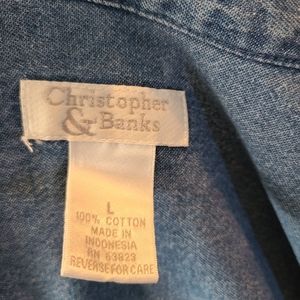 Christopher
& Banks
L
100% COTTON
MADE IN
INDONESIA
RN 63823
REVERSE FOR CARE